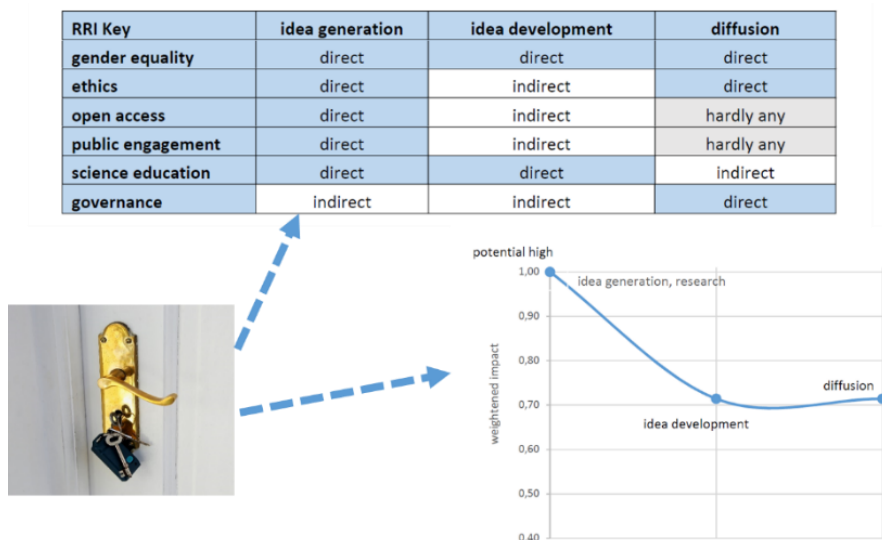 RRI Key idea generation idea development diffusion
gender equality direct direct direct
ethics direct indirect direct
open access direct indirect hardly any
public engagement direct indirect hardly any
science education direct direct indirect
governance indirect indirect direct
potential high
1,00
idea generation, research
0,90
0,80
diffusion
0,70
idea development
0,60
0,50
0,40
weightened impact